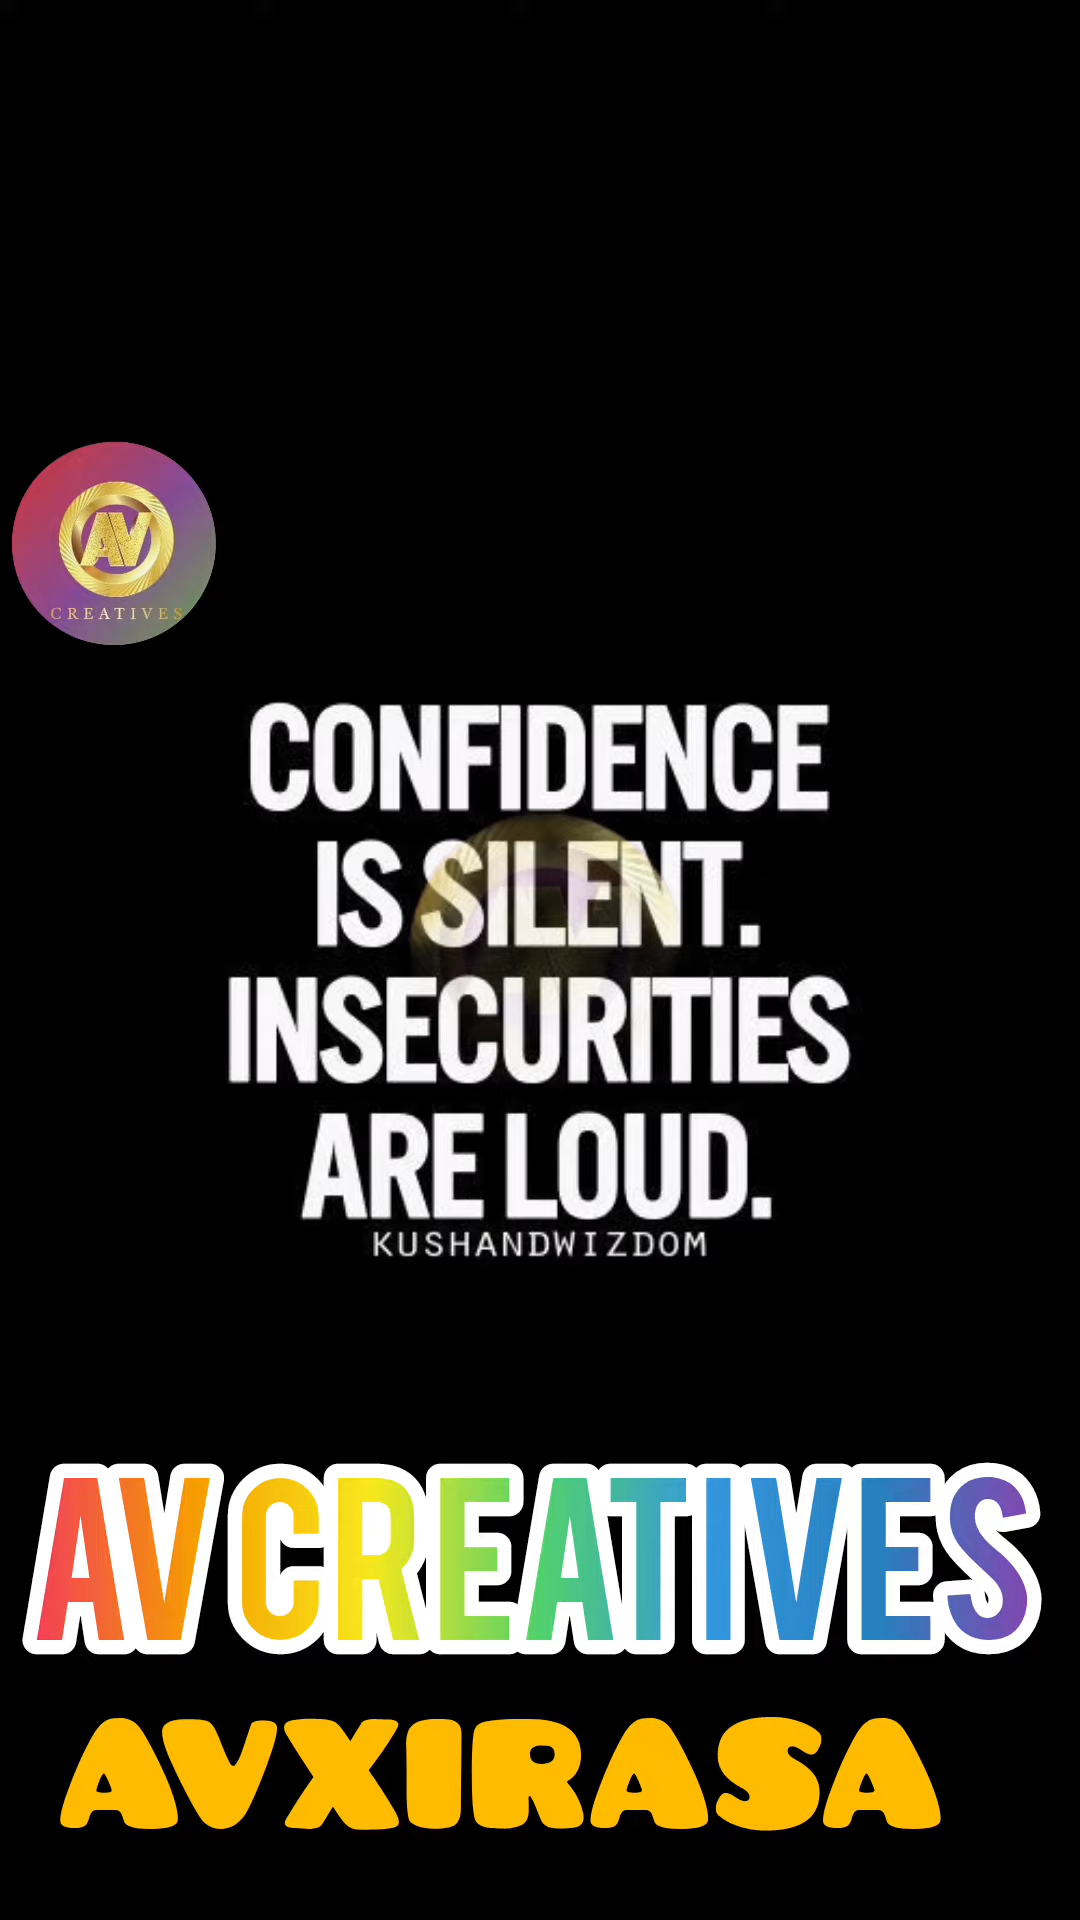 AV
CREATIVES
CONFIDENCE
IS SILENT.
INSECURITIES
ARE LOUD.
KUSHANDWIZDOM
AV CREATIVES
AVXIRASA